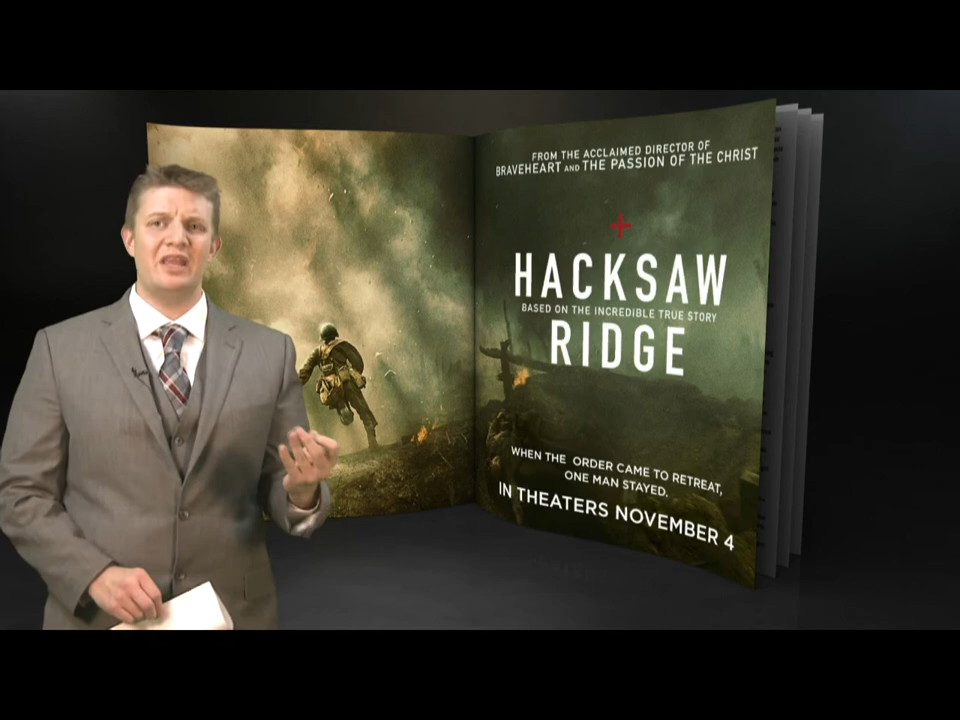 FROM THE ACCLAIMED DIRECTOR OF
BRAVEHEART AND THE PASSION OF THE CHRIST
HACKSAW
BASED ON THE INCREDIBLE TRUE STORY
RIDGE
WHEN THE ORDER CAME TO RETREAT,
ONE MAN STAYED.
IN THEATERS NOVEMBER 4